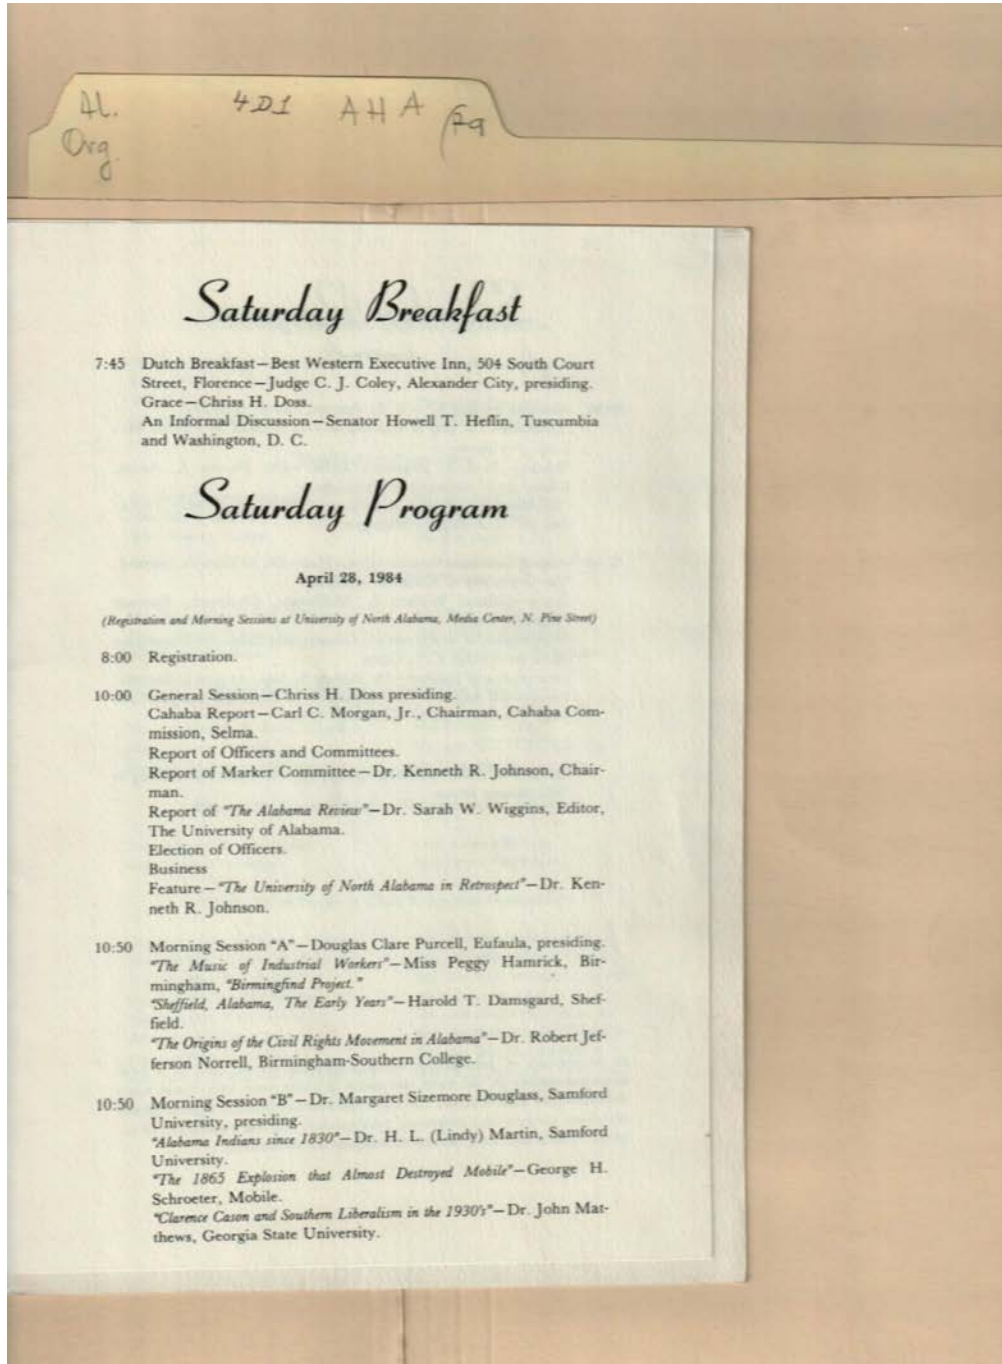 Al. 4D1 AHA
Org.
Saturday Breakfast
7:45 Dutch Breakfast—Best Western Executive Inn, 504 South Court
Street, Florence—Judge C. J. Coley, Alexander City, presiding.
Grace—Chriss H. Doss.
An Informal Discussion—Senator Howell T. Heflin, Tuscumbia
and Washington, D. C.
Saturday Program
April 28, 1984
(Registration and Morning Sessions at University of North Alabama, Media Center, N. Pine Street)
8:00 Registration.
10:00 General Session—Chriss H. Doss presiding.
Cahaba Report—Carl C. Morgan, Jr., Chairman, Cahaba Com-
mission, Selma.
Report of Officers and Committees.
Report of Marker Committee—Dr. Kenneth R. Johnson, Chair-
man.
Report of "The Alabama Review"—Dr. Sarah W. Wiggins, Editor,
The University of Alabama.
Election of Officers.
Business
Feature—"The University of North Alabama in Retrospect"—Dr. Ken-
neth R. Johnson.
10:50 Morning Session "A"—Douglas Clare Purcell, Eufaula, presiding.
"The Music of Industrial Workers"—Miss Peggy Hamrick, Bir-
mingham, "Birmingfind Project."
"Sheffield, Alabama, The Early Years"—Harold T. Damsgard, Shef-
field.
"The Origins of the Civil Rights Movement in Alabama"—Dr. Robert Jef-
ferson Norrell, Birmingham-Southern College.
10:50 Morning Session "B"—Dr. Margaret Sizemore Douglass, Samford
University, presiding.
"Alabama Indians since 1830"—Dr. H. L. (Lindy) Martin, Samford
University.
"The 1865 Explosion that Almost Destroyed Mobile"—George H.
Schroeter, Mobile.
"Clarence Cason and Southern Liberalism in the 1930's"—Dr. John Mat-
thews, Georgia State University.